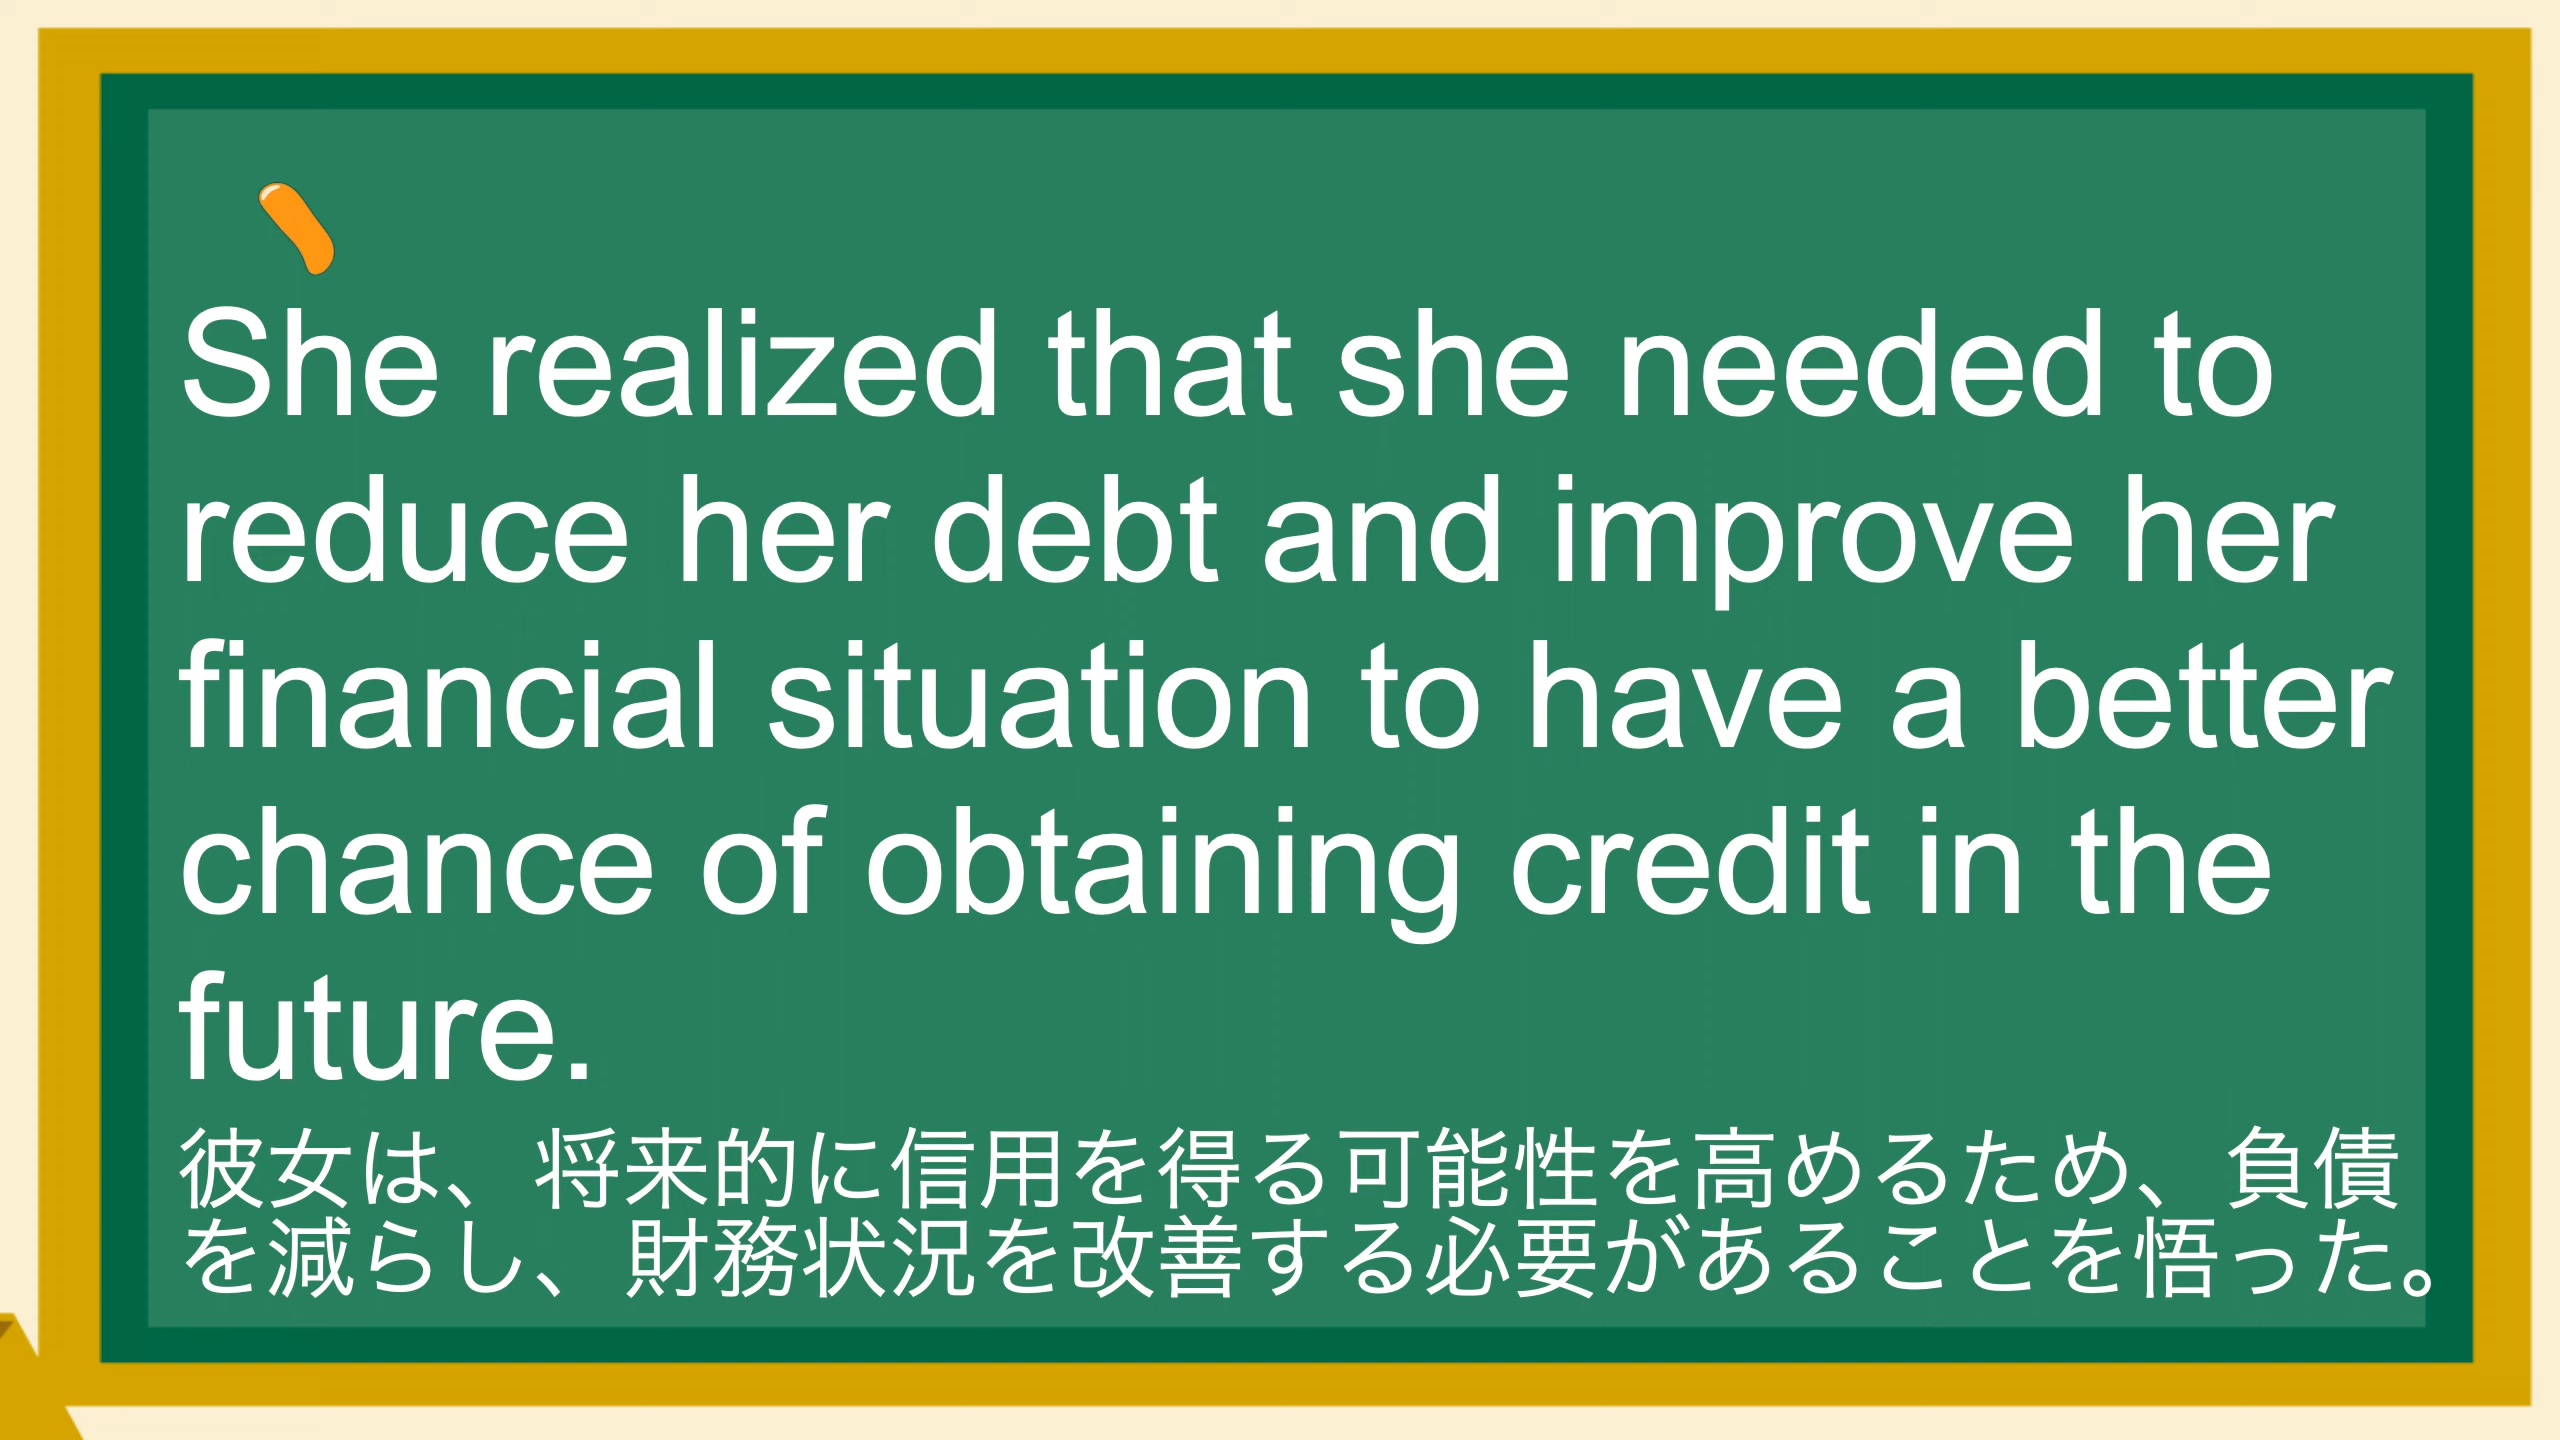 She realized that she needed to
reduce her debt and improve her
financial situation to have a better
chance of obtaining credit in the
future.
彼女は、将来的に信用を得る可能性を高めるため、負債
を減らし、財務状況を改善する必要があることを悟った。